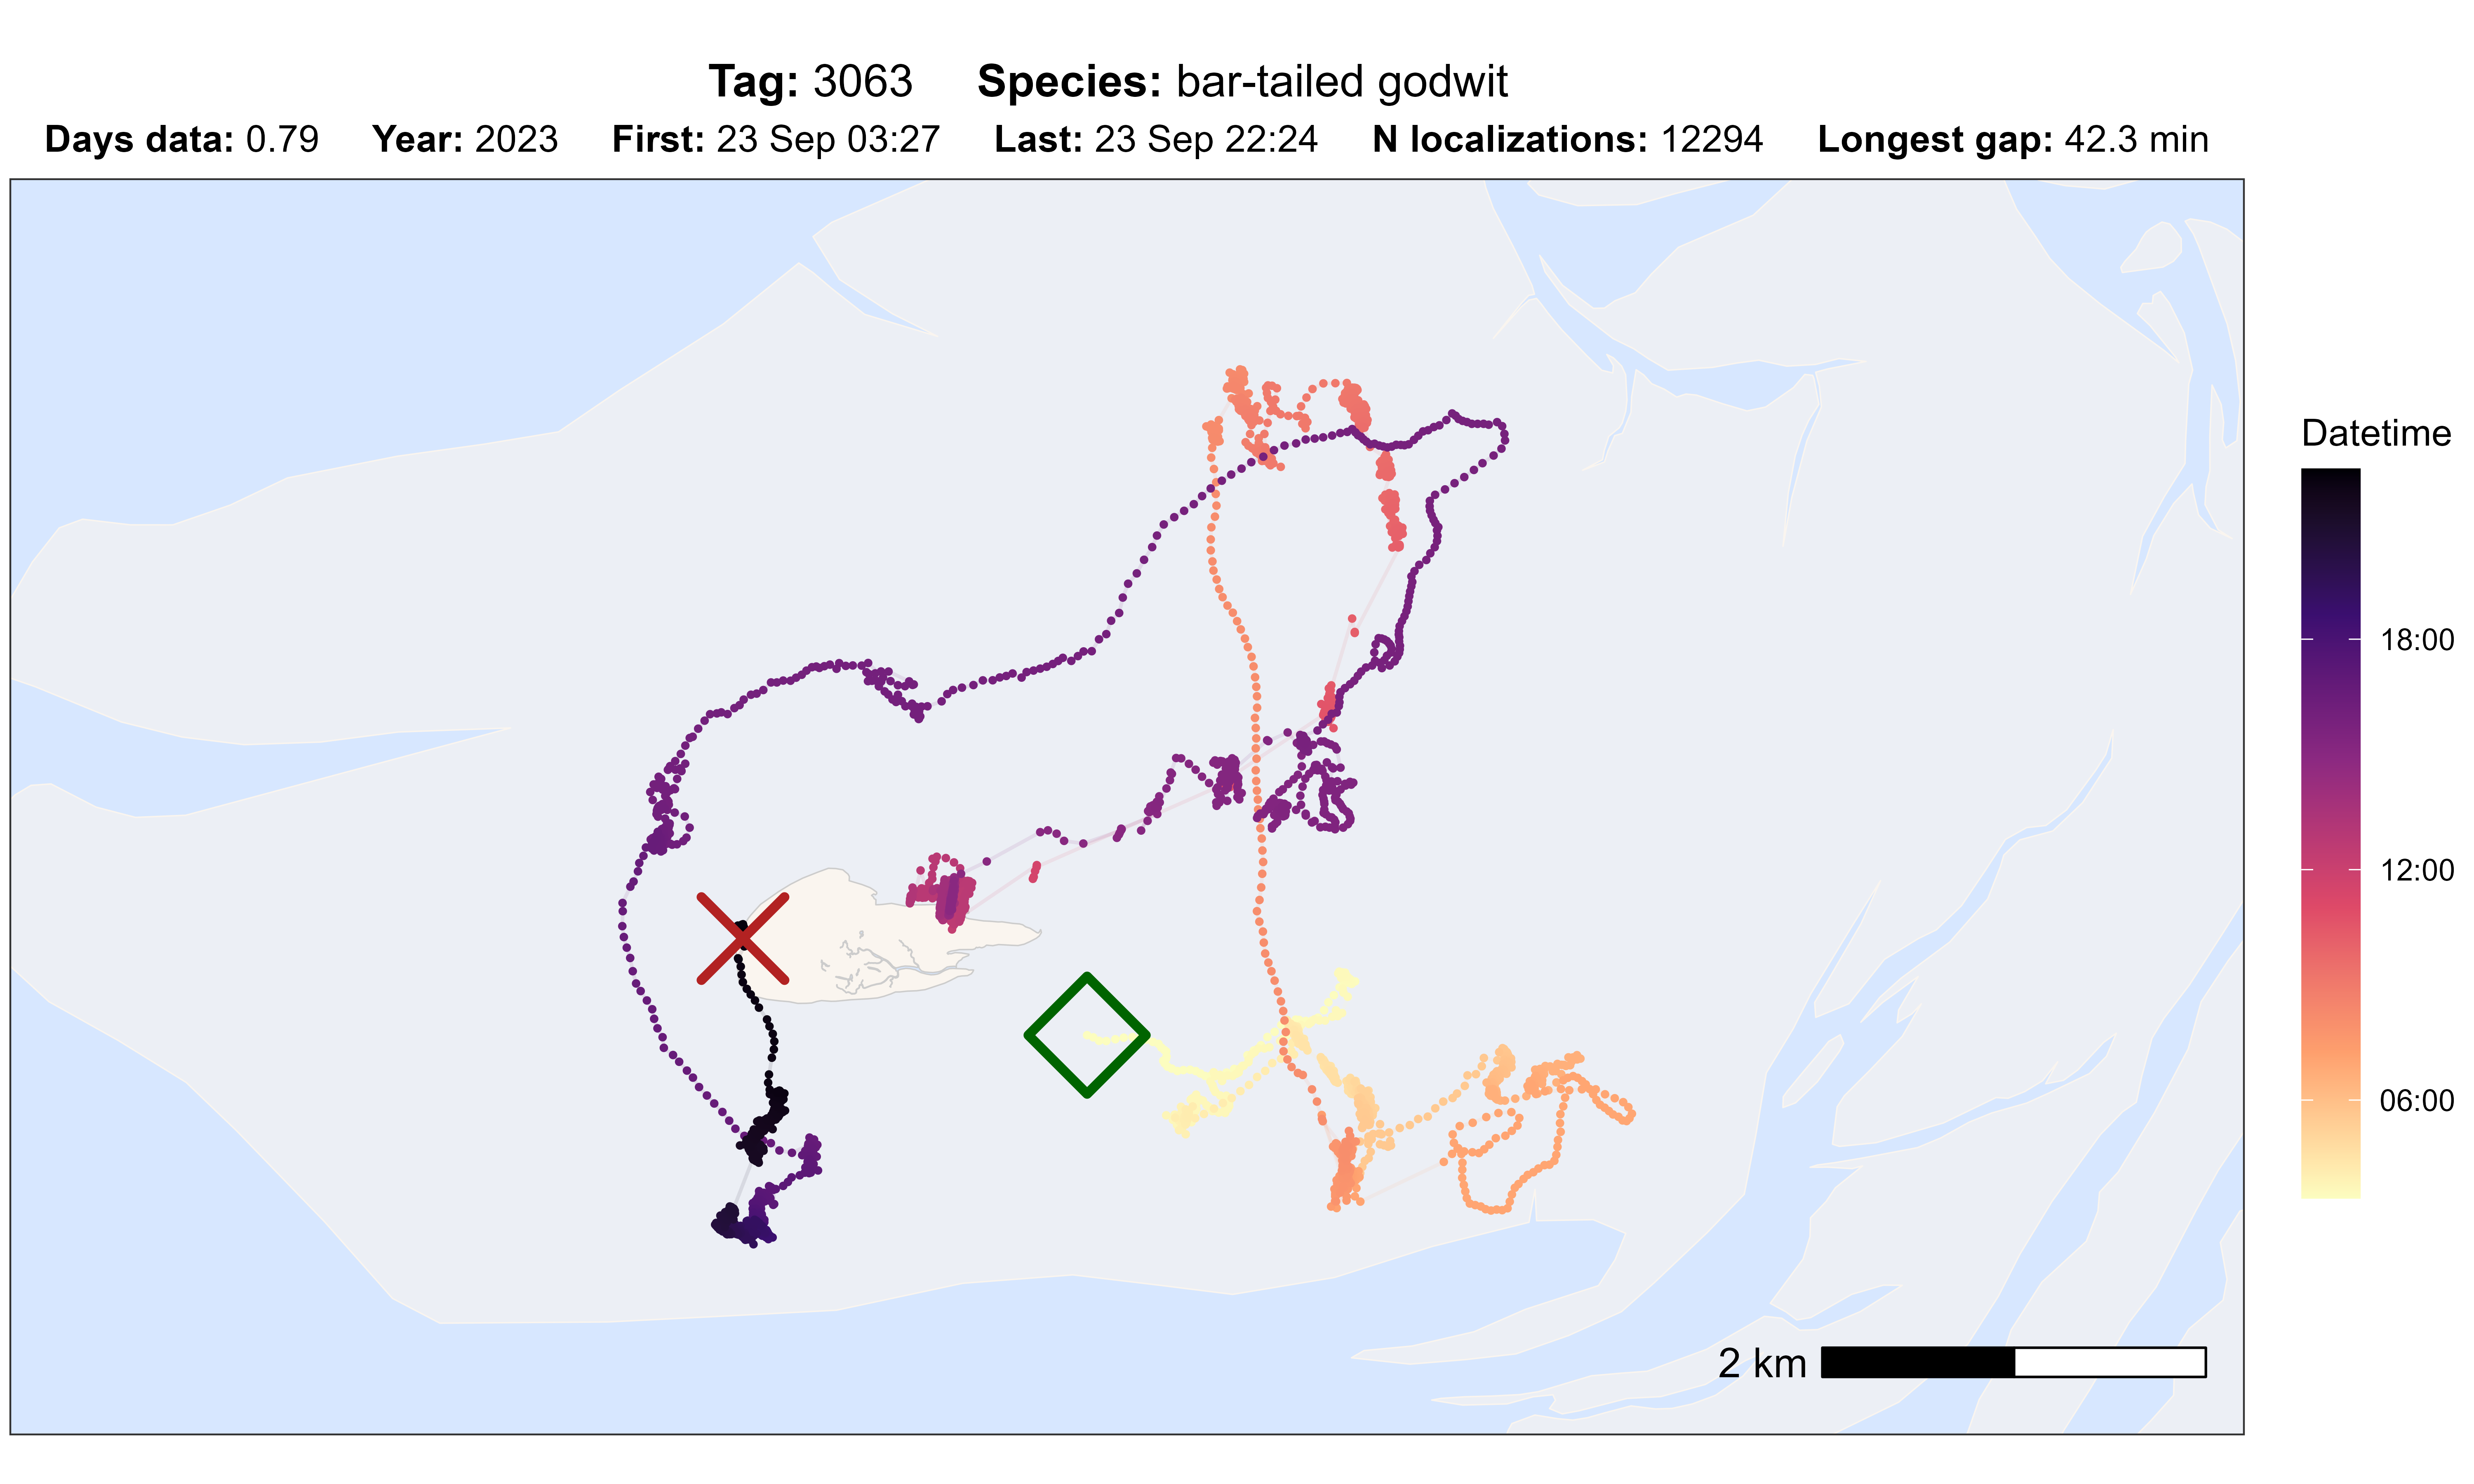 Tag: 3063 Species: bar-tailed godwit
Days data: 0.79 Year: 2023 First: 23 Sep 03:27 Last: 23 Sep 22:24 N localizations: 12294 Longest gap: 42.3 min
Datetime
18:00
12:00
06:00
2 km